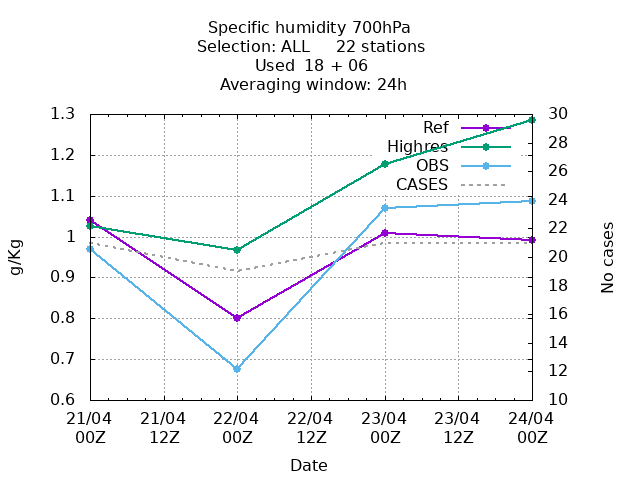 Specific humidity 700hPa
Selection: ALL     22 stations
Used  18 + 06
Averaging window: 24h
1.3
1.2
1.1
1
0.9
0.8
0.7
0.6
g/Kg
30
28
26
24
22
20
18
16
14
12
10
No cases
Ref
Highres
OBS
CASES
21/04 21/04 22/04 22/04 23/04 23/04 24/04
00Z 12Z 00Z 12Z 00Z 12Z 00Z
Date